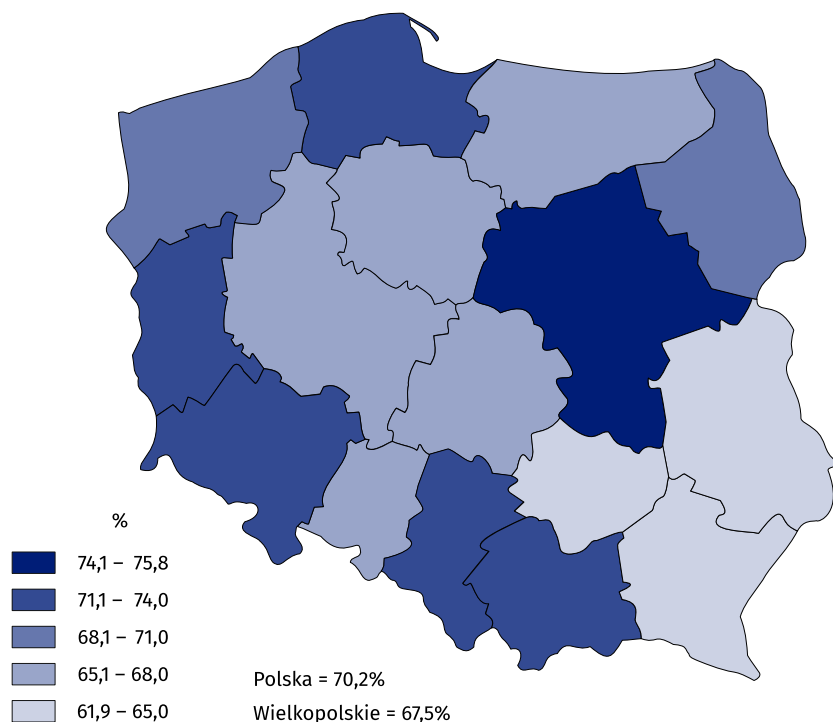 %
74,1 – 75,8
71,1 – 74,0
68,1 – 71,0
65,1 – 68,0
61,9 – 65,0
Polska = 70,2%
Wielkopolskie = 67,5%